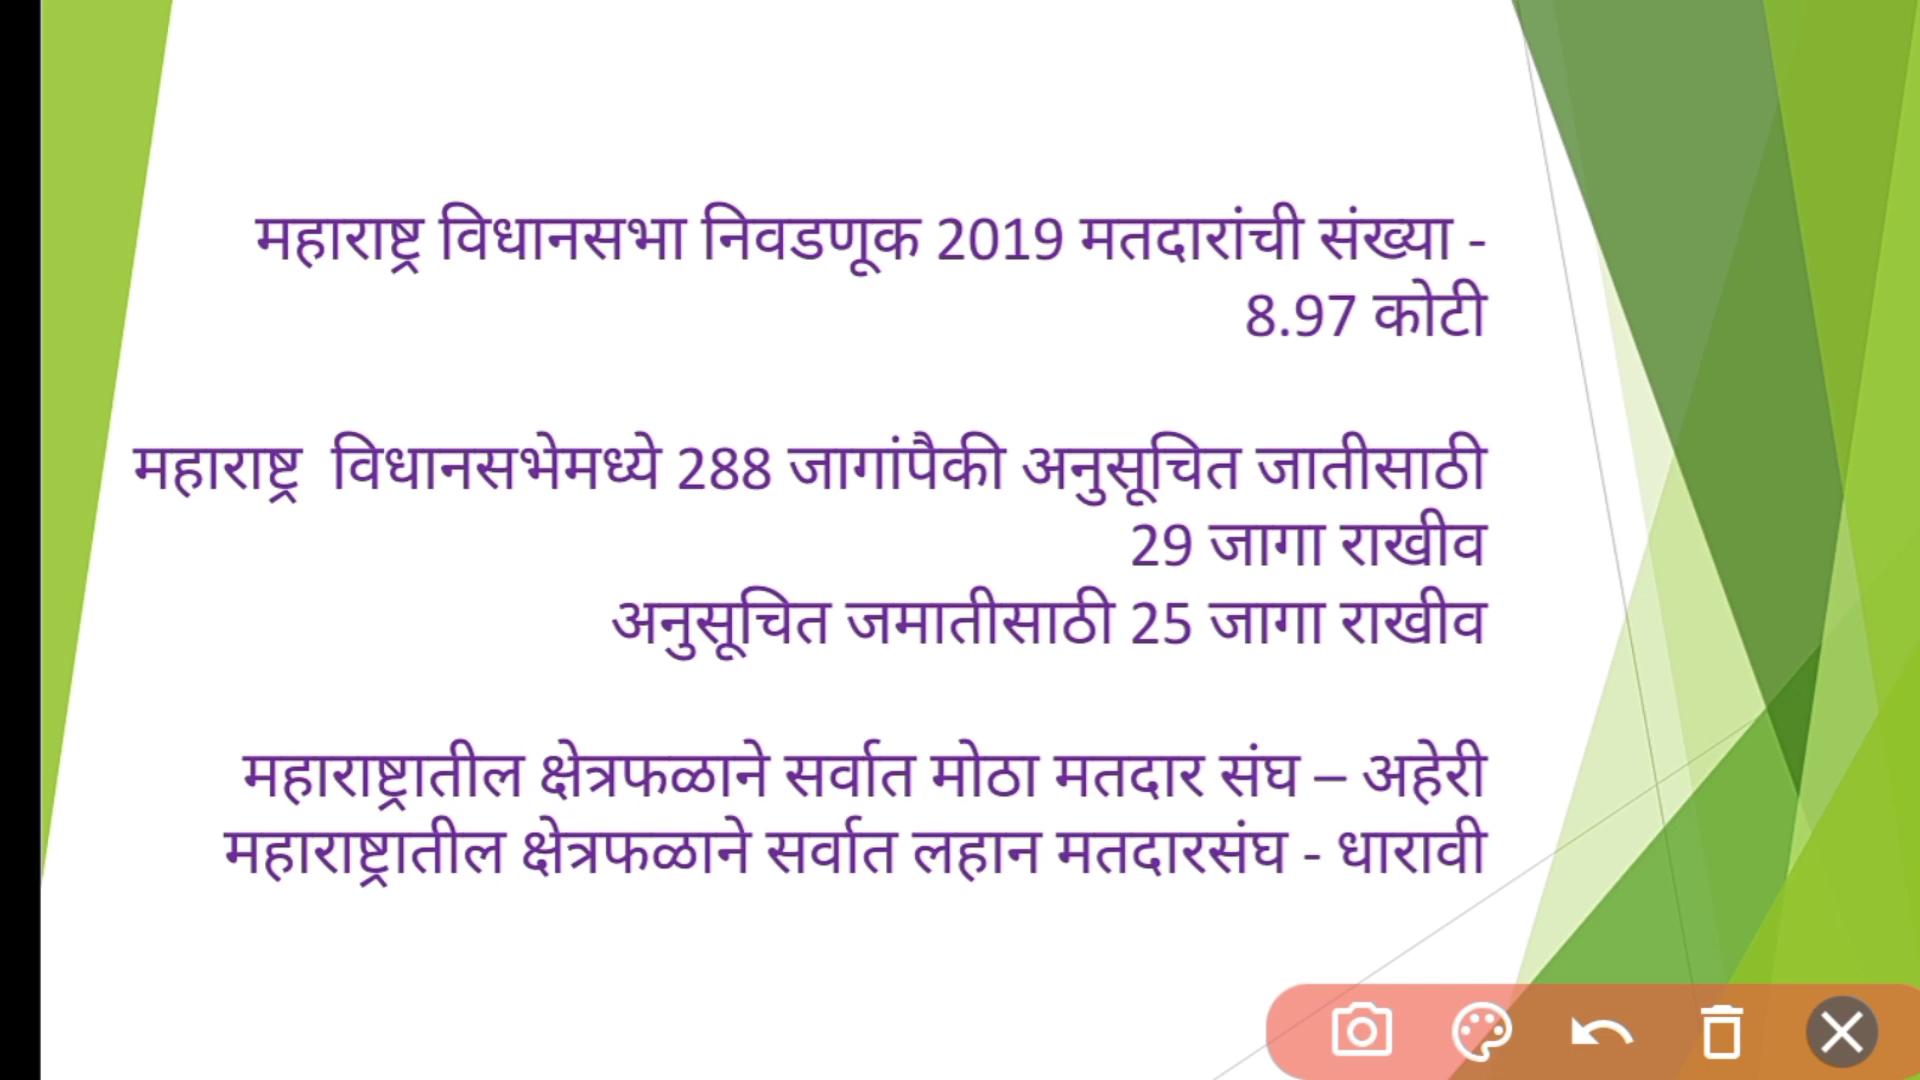 महाराष्ट्र विधानसभा निवडणूक 2019 मतदारांची संख्या -
8.97 कोटी
महाराष्ट्र विधानसभेमध्ये 288 जागांपैकी अनुसूचित जातीसाठी
29 जागा राखीव
अनुसूचित जमातीसाठी 25 जागा राखीव
महाराष्ट्रातील क्षेत्रफळाने सर्वात मोठा मतदार संघ – अहेरी
महाराष्ट्रातील क्षेत्रफळाने सर्वात लहान मतदारसंघ - धारावी